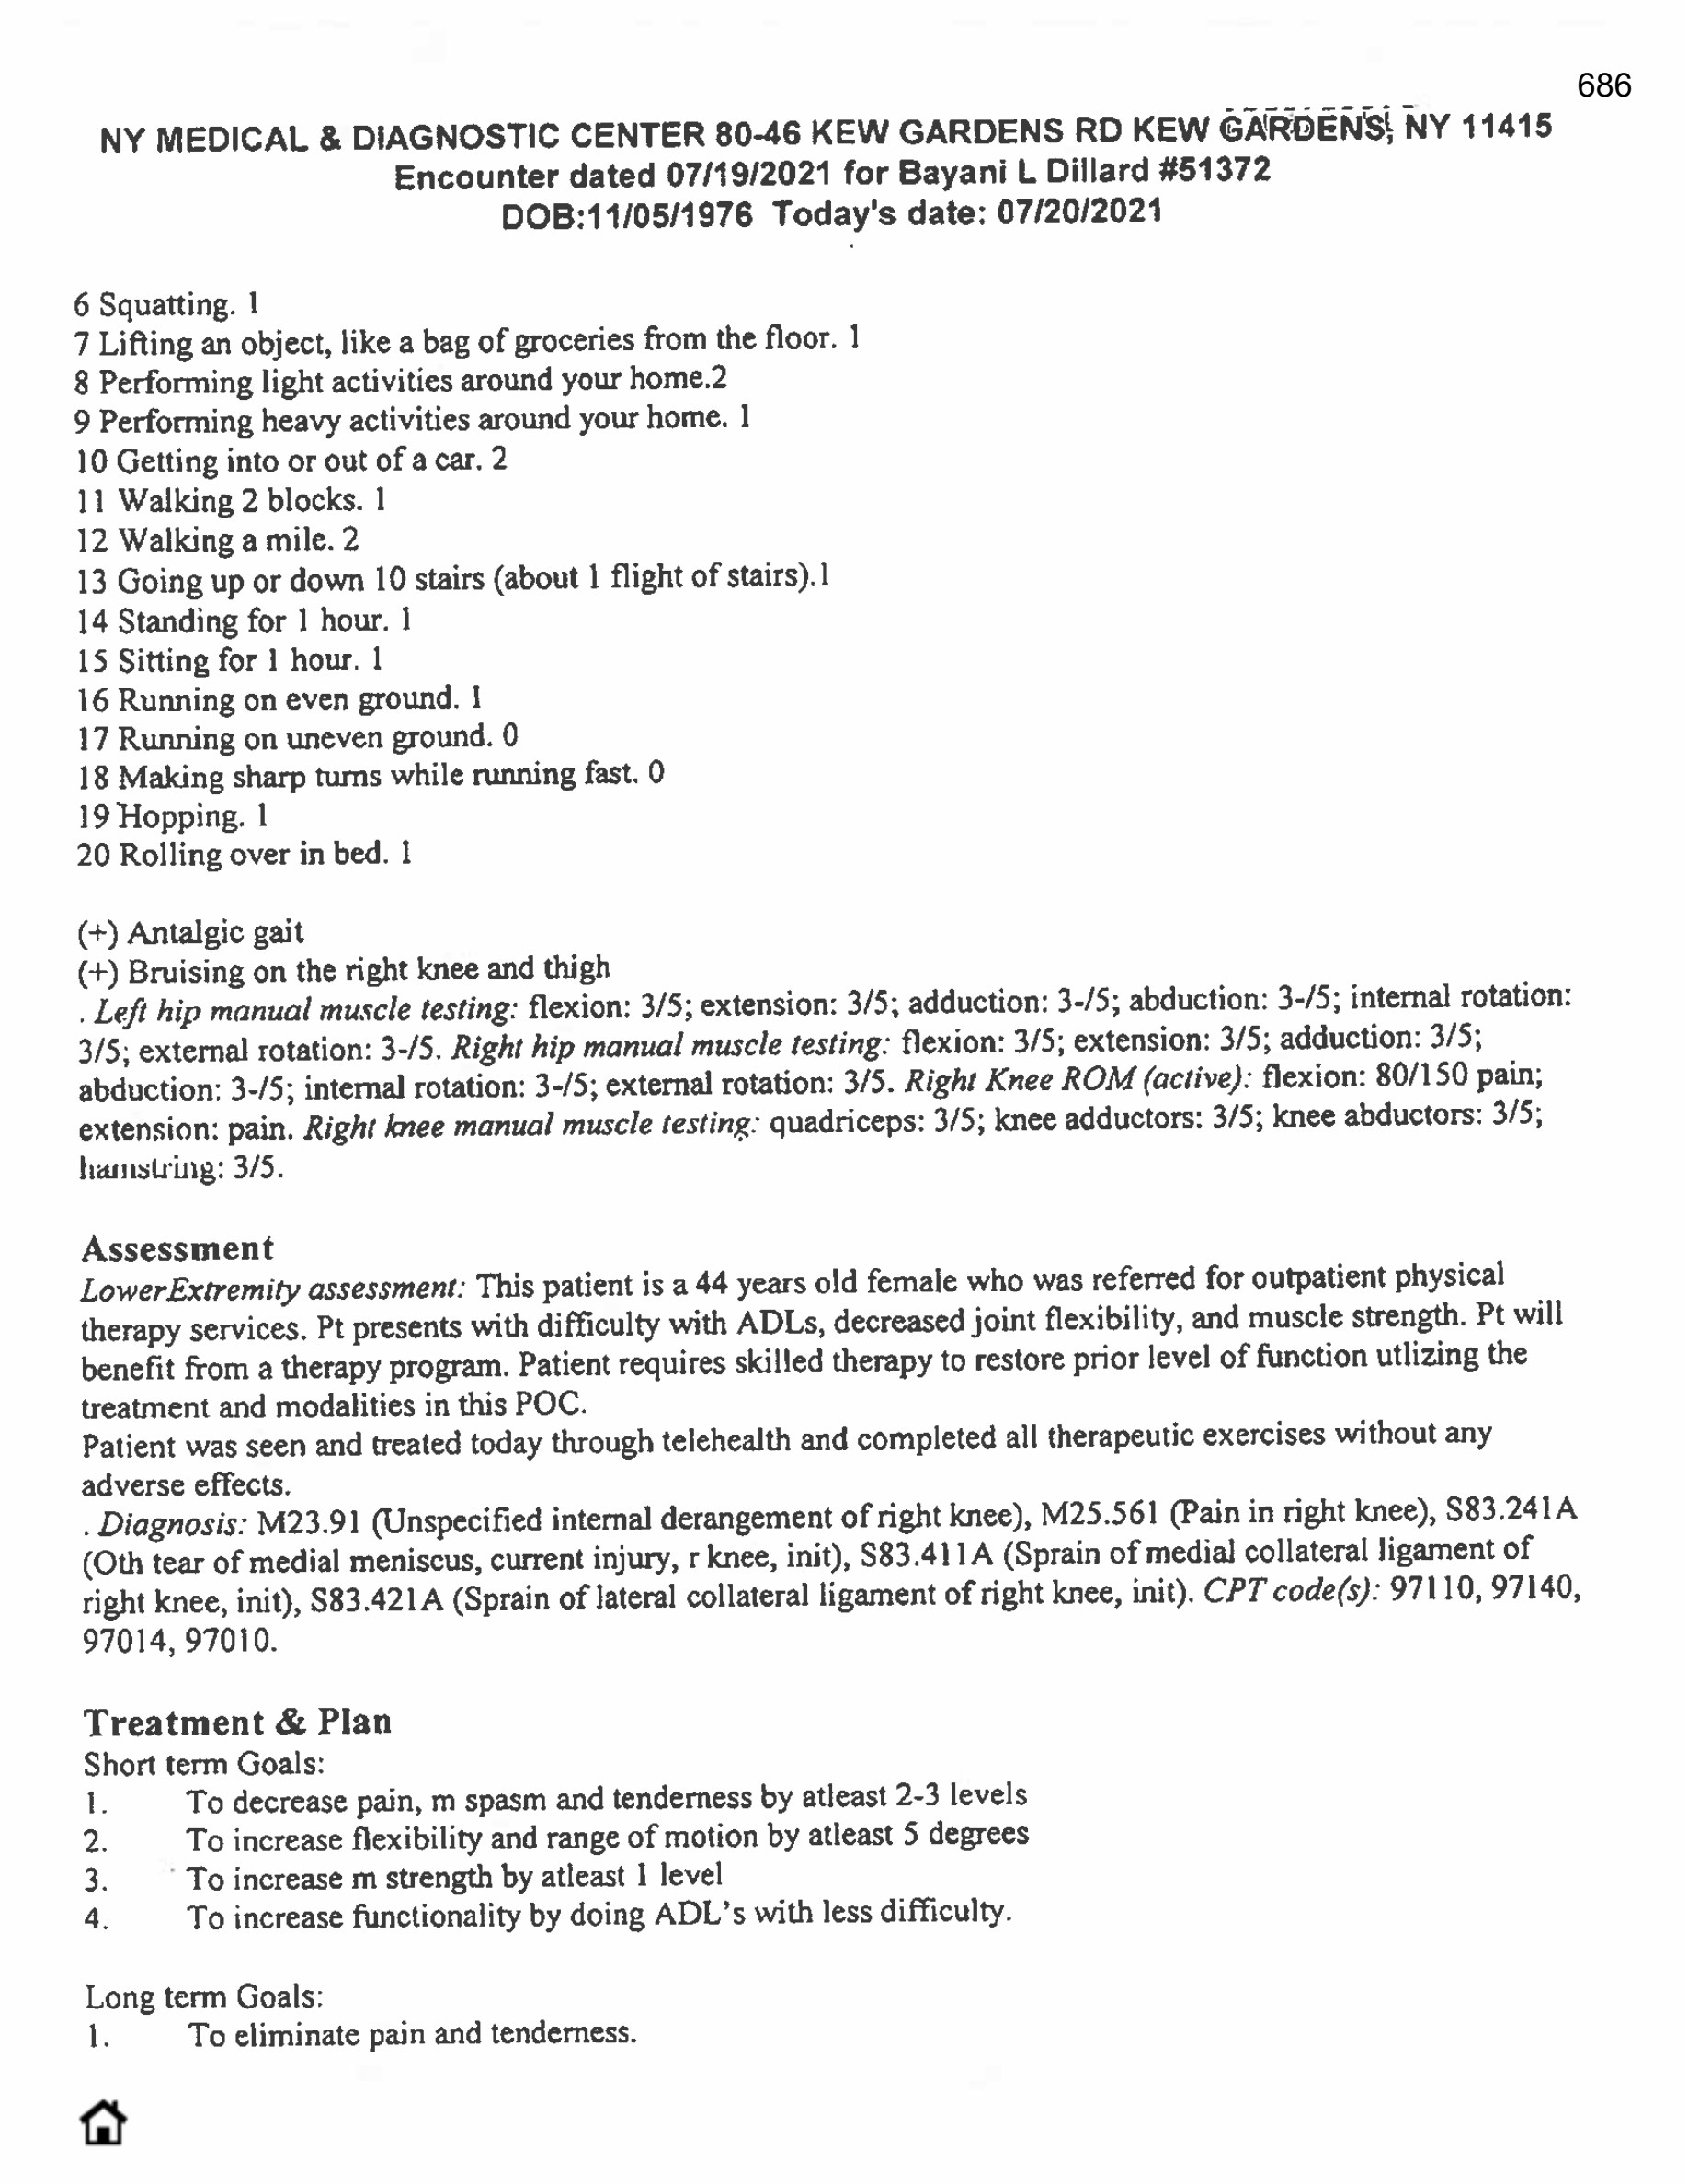 686
NY MEDICAL & DIAGNOSTIC CENTER 80-46 KEW GARDENS RD KEW GARDENS, NY 11415
Encounter dated 07/19/2021 for Bayani L Dillard #51372
DOB:11/05/1976 Today's date: 07/20/2021
6 Squatting. 1
7 Lifting an object, like a bag of groceries from the floor. 1
8 Performing light activities around your home.2
9 Performing heavy activities around your home. 1
10 Getting into or out of a car. 2
11 Walking 2 blocks. 1
12 Walking a mile. 2
13 Going up or down 10 stairs (about 1 flight of stairs).1
14 Standing for 1 hour. 1
15 Sitting for 1 hour. 1
16 Running on even ground. 1
17 Running on uneven ground. 0
18 Making sharp turns while running fast. 0
19 Hopping. 1
20 Rolling over in bed. 1
(+) Antalgic gait
(+) Bruising on the right knee and thigh
. Left hip manual muscle testing: flexion: 3/5; extension: 3/5; adduction: 3-/5; abduction: 3-/5; internal rotation:
3/5; external rotation: 3-/5. Right hip manual muscle testing: flexion: 3/5; extension: 3/5; adduction: 3/5;
abduction: 3-/5; internal rotation: 3-/5; external rotation: 3/5. Right Knee ROM (active): flexion: 80/150 pain;
extension: pain. Right knee manual muscle testing: quadriceps: 3/5; knee adductors: 3/5; knee abductors: 3/5;
hamstring: 3/5.
Assessment
LowerExtremity assessment: This patient is a 44 years old female who was referred for outpatient physical
therapy services. Pt presents with difficulty with ADLs, decreased joint flexibility, and muscle strength. Pt will
benefit from a therapy program. Patient requires skilled therapy to restore prior level of function utlizing the
treatment and modalities in this POC.
Patient was seen and treated today through telehealth and completed all therapeutic exercises without any
adverse effects.
. Diagnosis: M23.91 (Unspecified internal derangement of right knee), M25.561 (Pain in right knee), S83.241A
(Oth tear of medial meniscus, current injury, r knee, init), S83.411A (Sprain of medial collateral ligament of
right knee, init), S83.421A (Sprain of lateral collateral ligament of right knee, init). CPT code(s): 97110, 97140,
97014, 97010.
Treatment & Plan
Short term Goals:
1. To decrease pain, m spasm and tenderness by atleast 2-3 levels
2. To increase flexibility and range of motion by atleast 5 degrees
3. To increase m strength by atleast 1 level
4. To increase functionality by doing ADL's with less difficulty.
Long term Goals:
1. To eliminate pain and tenderness.